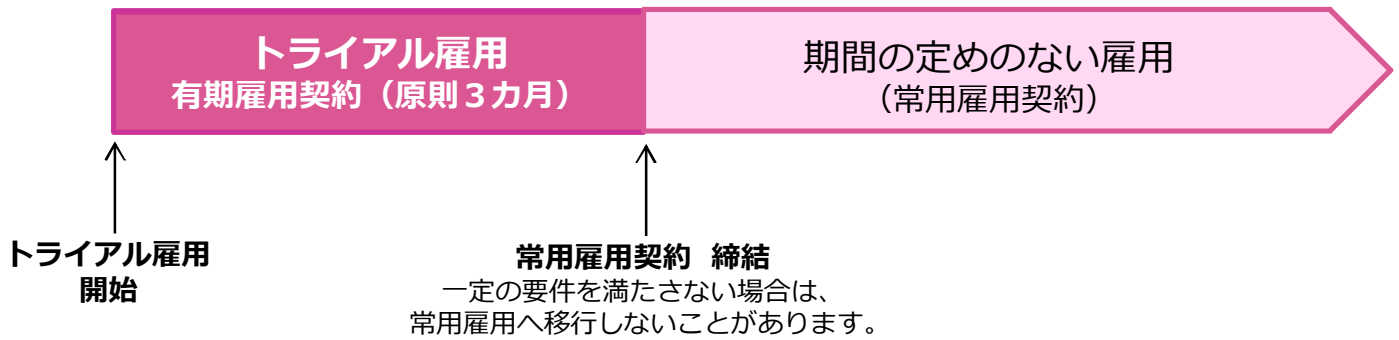 トライアル雇用
有期雇用契約（原則３カ月）
期間の定めのない雇用
（常用雇用契約）
トライアル雇用
開始
常用雇用契約 締結
一定の要件を満たさない場合は、
常用雇用へ移行しないことがあります。